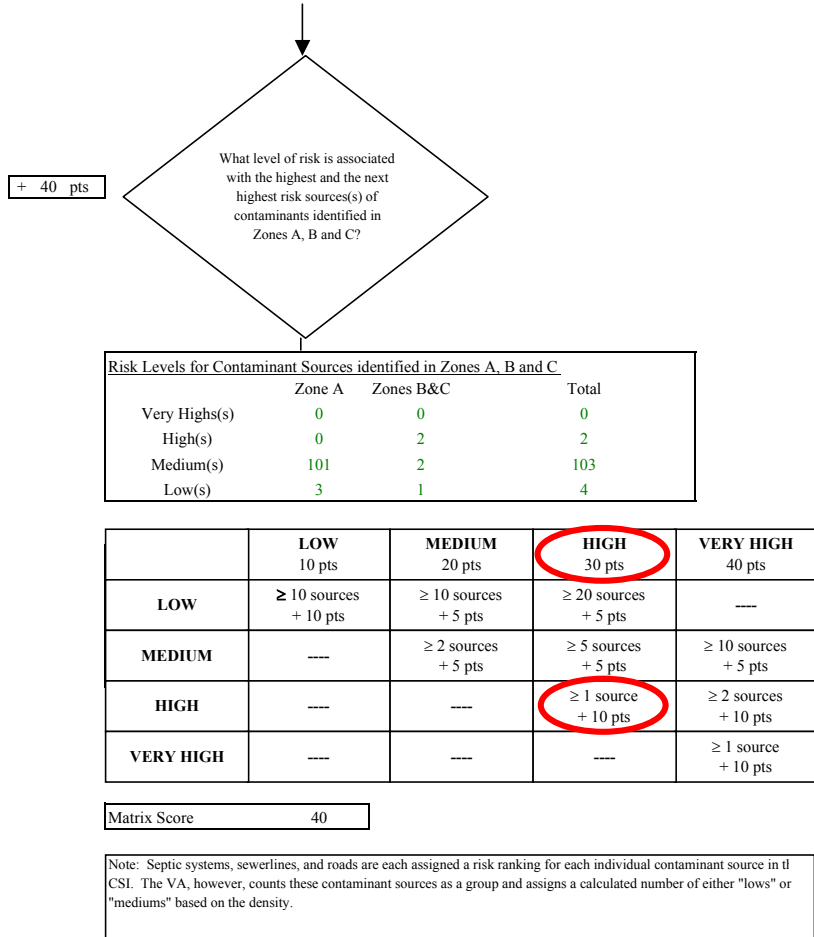 What level of risk is associated
with the highest and the next
highest risk sources(s) of
contaminants identified in
Zones A, B and C?
+ 40 pts
Risk Levels for Contaminant Sources identified in Zones A, B and C
Zone A Zones B&C Total
Very Highs(s) 0 0 0
High(s) 0 2 2
Medium(s) 101 2 103
Low(s) 3 1 4
LOW MEDIUM HIGH VERY HIGH
10 pts 20 pts 30 pts 40 pts
LOW ≥ 10 sources + 10 pts ≥ 10 sources + 5 pts ≥ 20 sources + 5 pts ----
MEDIUM ---- ≥ 2 sources + 5 pts ≥ 5 sources + 5 pts ≥ 10 sources + 5 pts
HIGH ---- ---- ≥ 1 source + 10 pts ≥ 2 sources + 10 pts
VERY HIGH ---- ---- ---- ≥ 1 source + 10 pts
Matrix Score 40
Note: Septic systems, sewerlines, and roads are each assigned a risk ranking for each individual contaminant source in
CSI. The VA, however, counts these contaminant sources as a group and assigns a calculated number of either "lows" or
"mediums" based on the density.